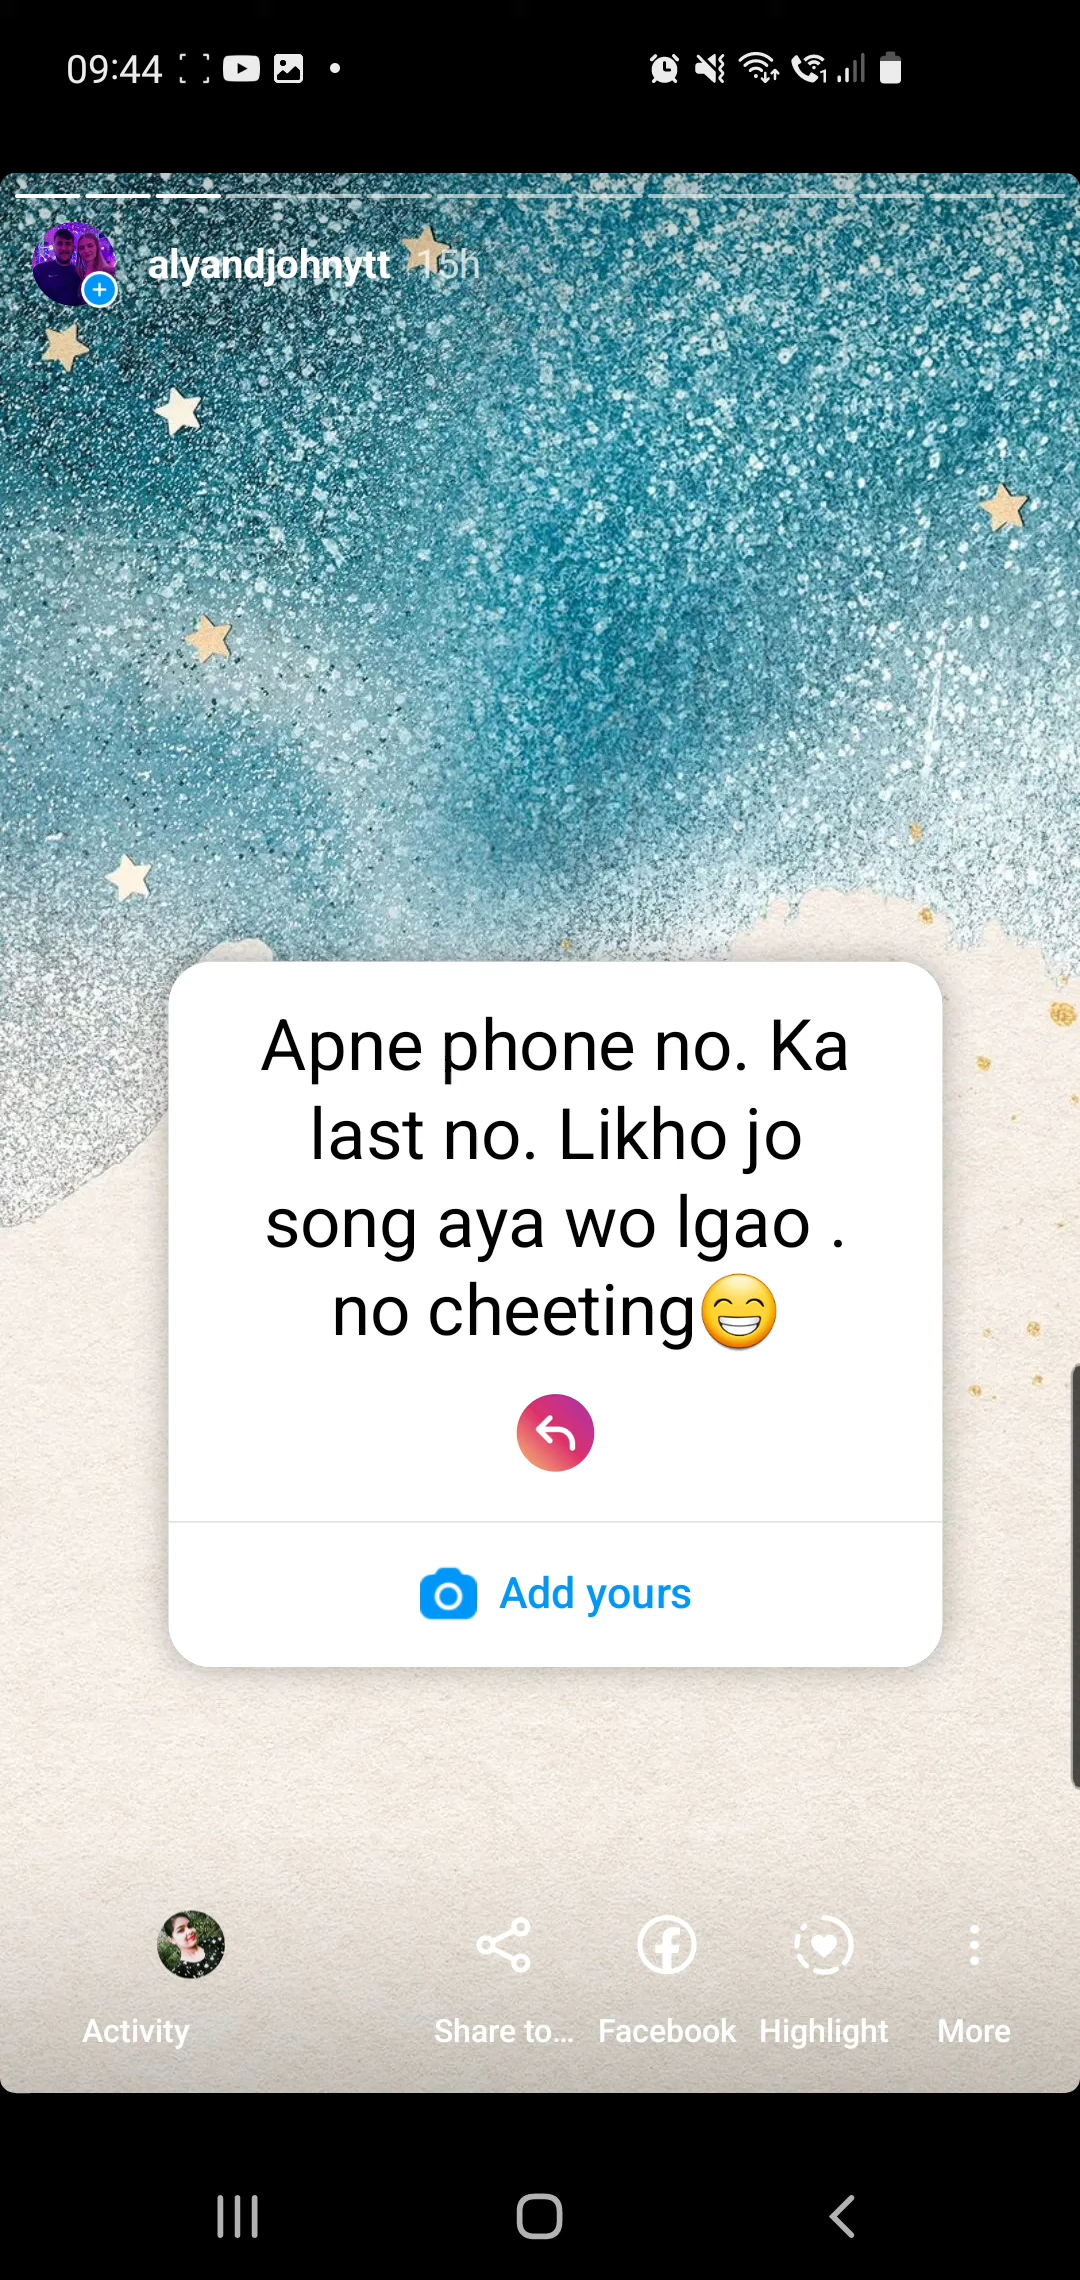 09:44
alyandjohnytt 15h
Apne phone no. Ka
last no. Likho jo
song aya wo lgao .
no cheeting😁
Add yours
Activity
Share to...
Facebook
Highlight
More